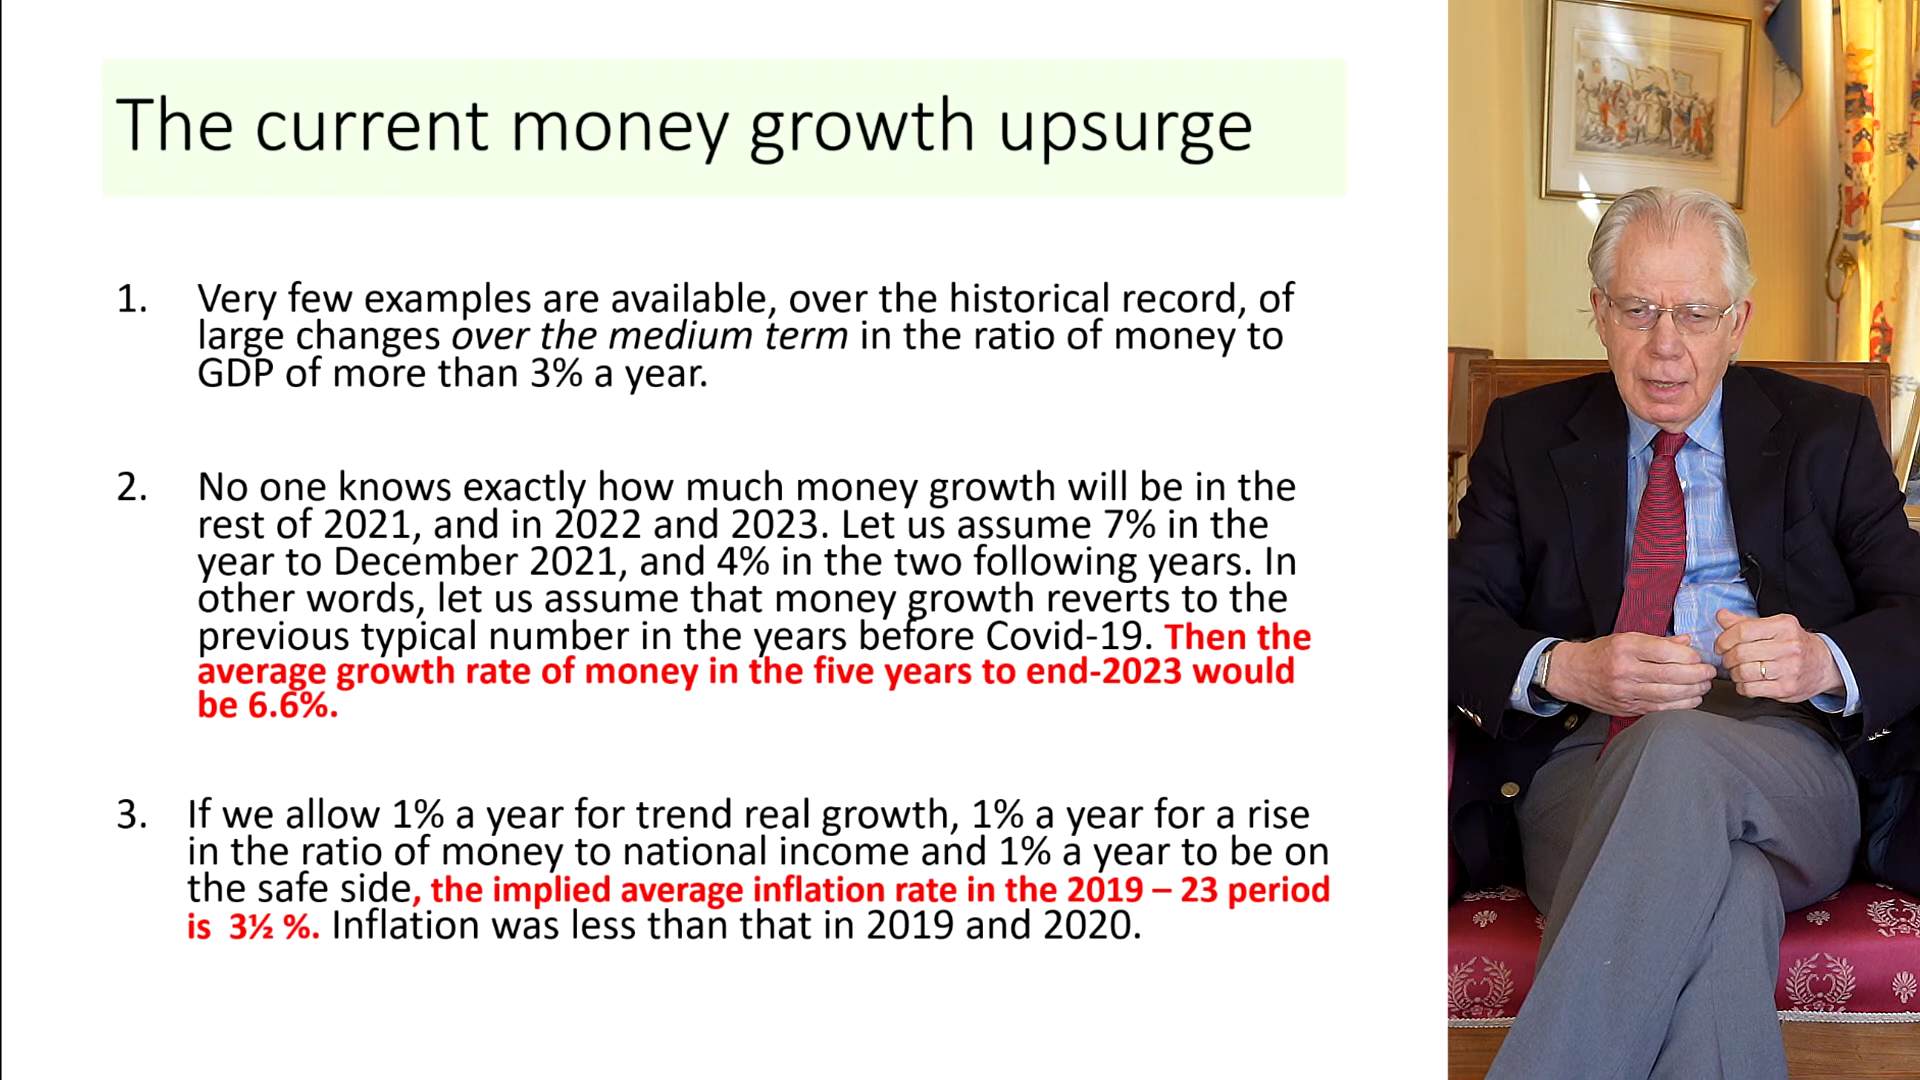 The current money growth upsurge
1. Very few examples are available, over the historical record, of
large changes over the medium term in the ratio of money to
GDP of more than 3% a year.
2. No one knows exactly how much money growth will be in the
rest of 2021, and in 2022 and 2023. Let us assume 7% in the
year to December 2021, and 4% in the two following years. In
other words, let us assume that money growth reverts to the
previous typical number in the years before Covid-19. Then the
average growth rate of money in the five years to end-2023 would
be 6.6%.
3. If we allow 1% a year for trend real growth, 1% a year for a rise
in the ratio of money to national income and 1% a year to be on
the safe side, the implied average inflation rate in the 2019 – 23 period
is 3½ %. Inflation was less than that in 2019 and 2020.